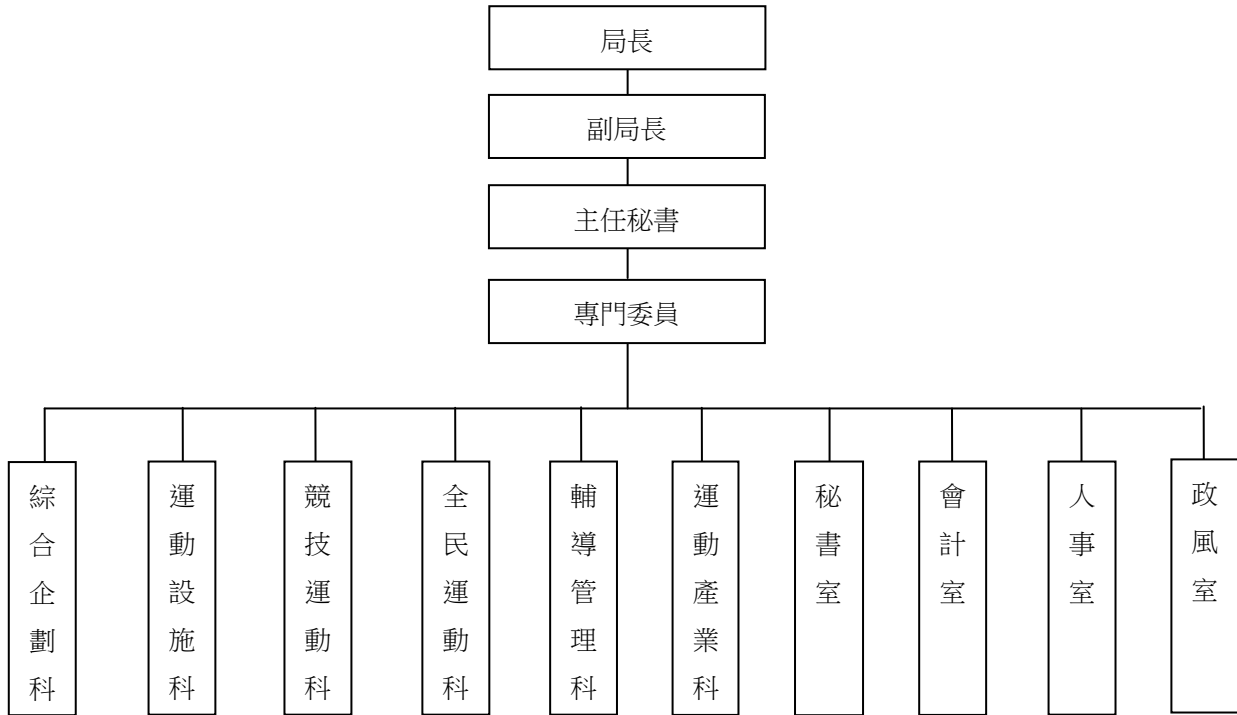 局長
副局長
主任秘書
專門委員
綜合企劃科
運動設施科
競技運動科
全民運動科
輔導管理科
運動產業科
秘書室
會計室
人事室
政風室